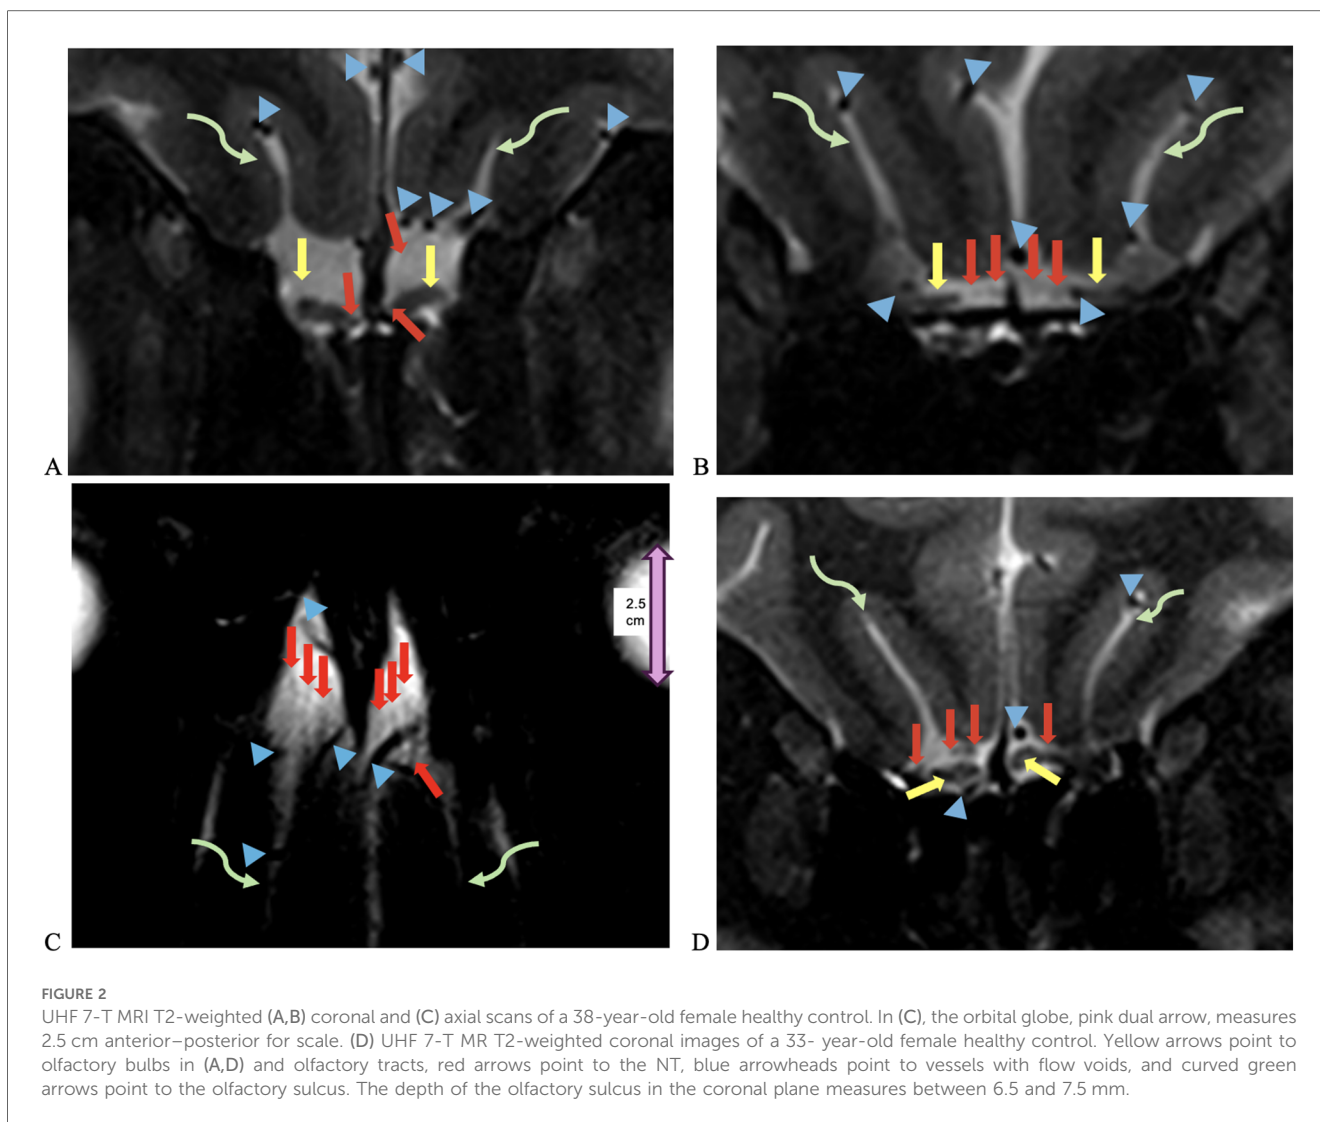 A
B
2.5
cm
C
D
FIGURE 2
UHF 7-T MRI T2-weighted (A,B) coronal and (C) axial scans of a 38-year-old female healthy control. In (C), the orbital globe, pink dual arrow, measures
2.5 cm anterior–posterior for scale. (D) UHF 7-T MR T2-weighted coronal images of a 33- year-old female healthy control. Yellow arrows point to
olfactory bulbs in (A,D) and olfactory tracts, red arrows point to the NT, blue arrowheads point to vessels with flow voids, and curved green
arrows point to the olfactory sulcus. The depth of the olfactory sulcus in the coronal plane measures between 6.5 and 7.5 mm.